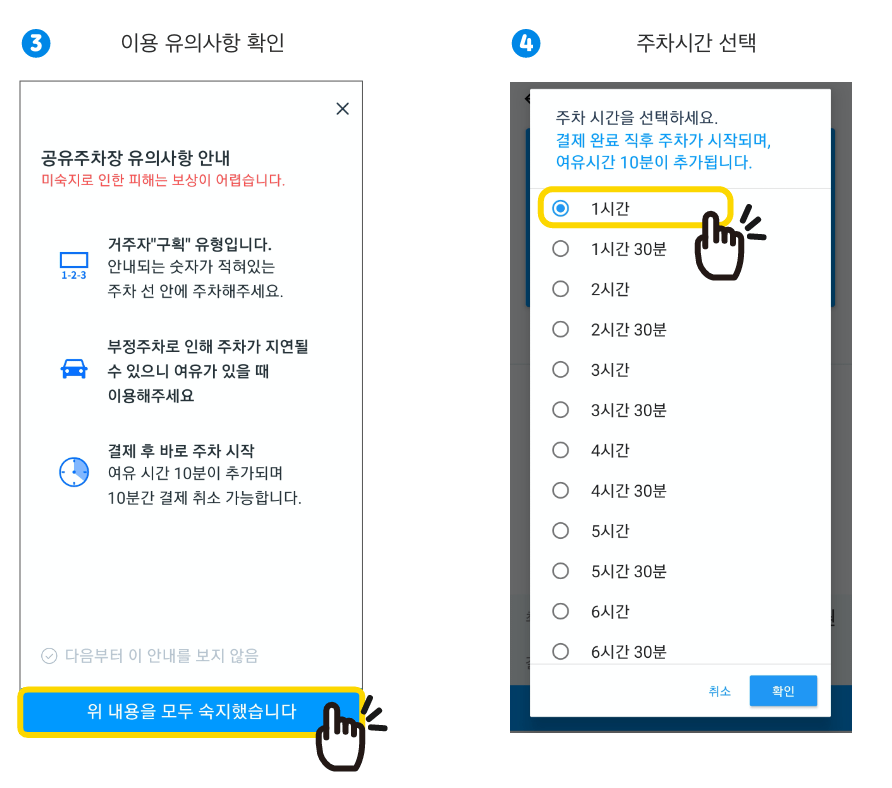 3 이용 유의사항 확인
공유주차장 유의사항 안내
미숙지로 인한 피해는 보상이 어렵습니다.
거주자"구획" 유형입니다.
안내되는 숫자가 적혀있는
주차 선 안에 주차해주세요.
1-2-3
부정주차로 인해 주차가 지연될
수 있으니 여유가 있을 때
이용해주세요
결제 후 바로 주차 시작
여유 시간 10분이 추가되며
10분간 결제 취소 가능합니다.
다음부터 이 안내를 보지 않음
위 내용을 모두 숙지했습니다
4 주차시간 선택
주차 시간을 선택하세요.
결제 완료 직후 주차가 시작되며,
여유시간 10분이 추가됩니다.
1시간
1시간 30분
2시간
2시간 30분
3시간
3시간 30분
4시간
4시간 30분
5시간
5시간 30분
6시간
6시간 30분
취소
확인